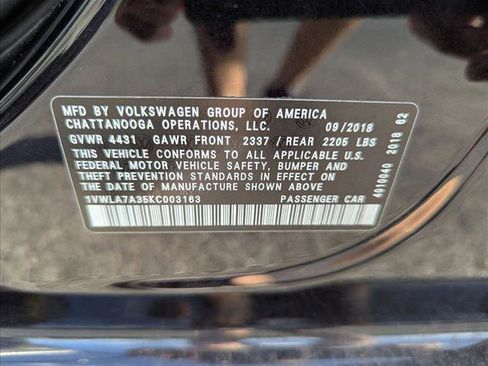 MFD BY VOLKSWAGEN GROUP OF AMERICA
CHATTANOOGA OPERATIONS, LLC. 09/2018
GVWR 4431 GAWR FRONT 2337 / REAR 2205 LBS
THIS VEHICLE CONFORMS TO ALL APPLICABLE U.S.
FEDERAL MOTOR VEHICLE SAFETY, BUMPER AND
THEFT PREVENTION STANDARDS IN EFFECT ON
THE DATE OF MANUFACTURE SHOWN ABOVE.
1VWLA7A35KC003163 PASSENGER CAR
4010040 2018 62